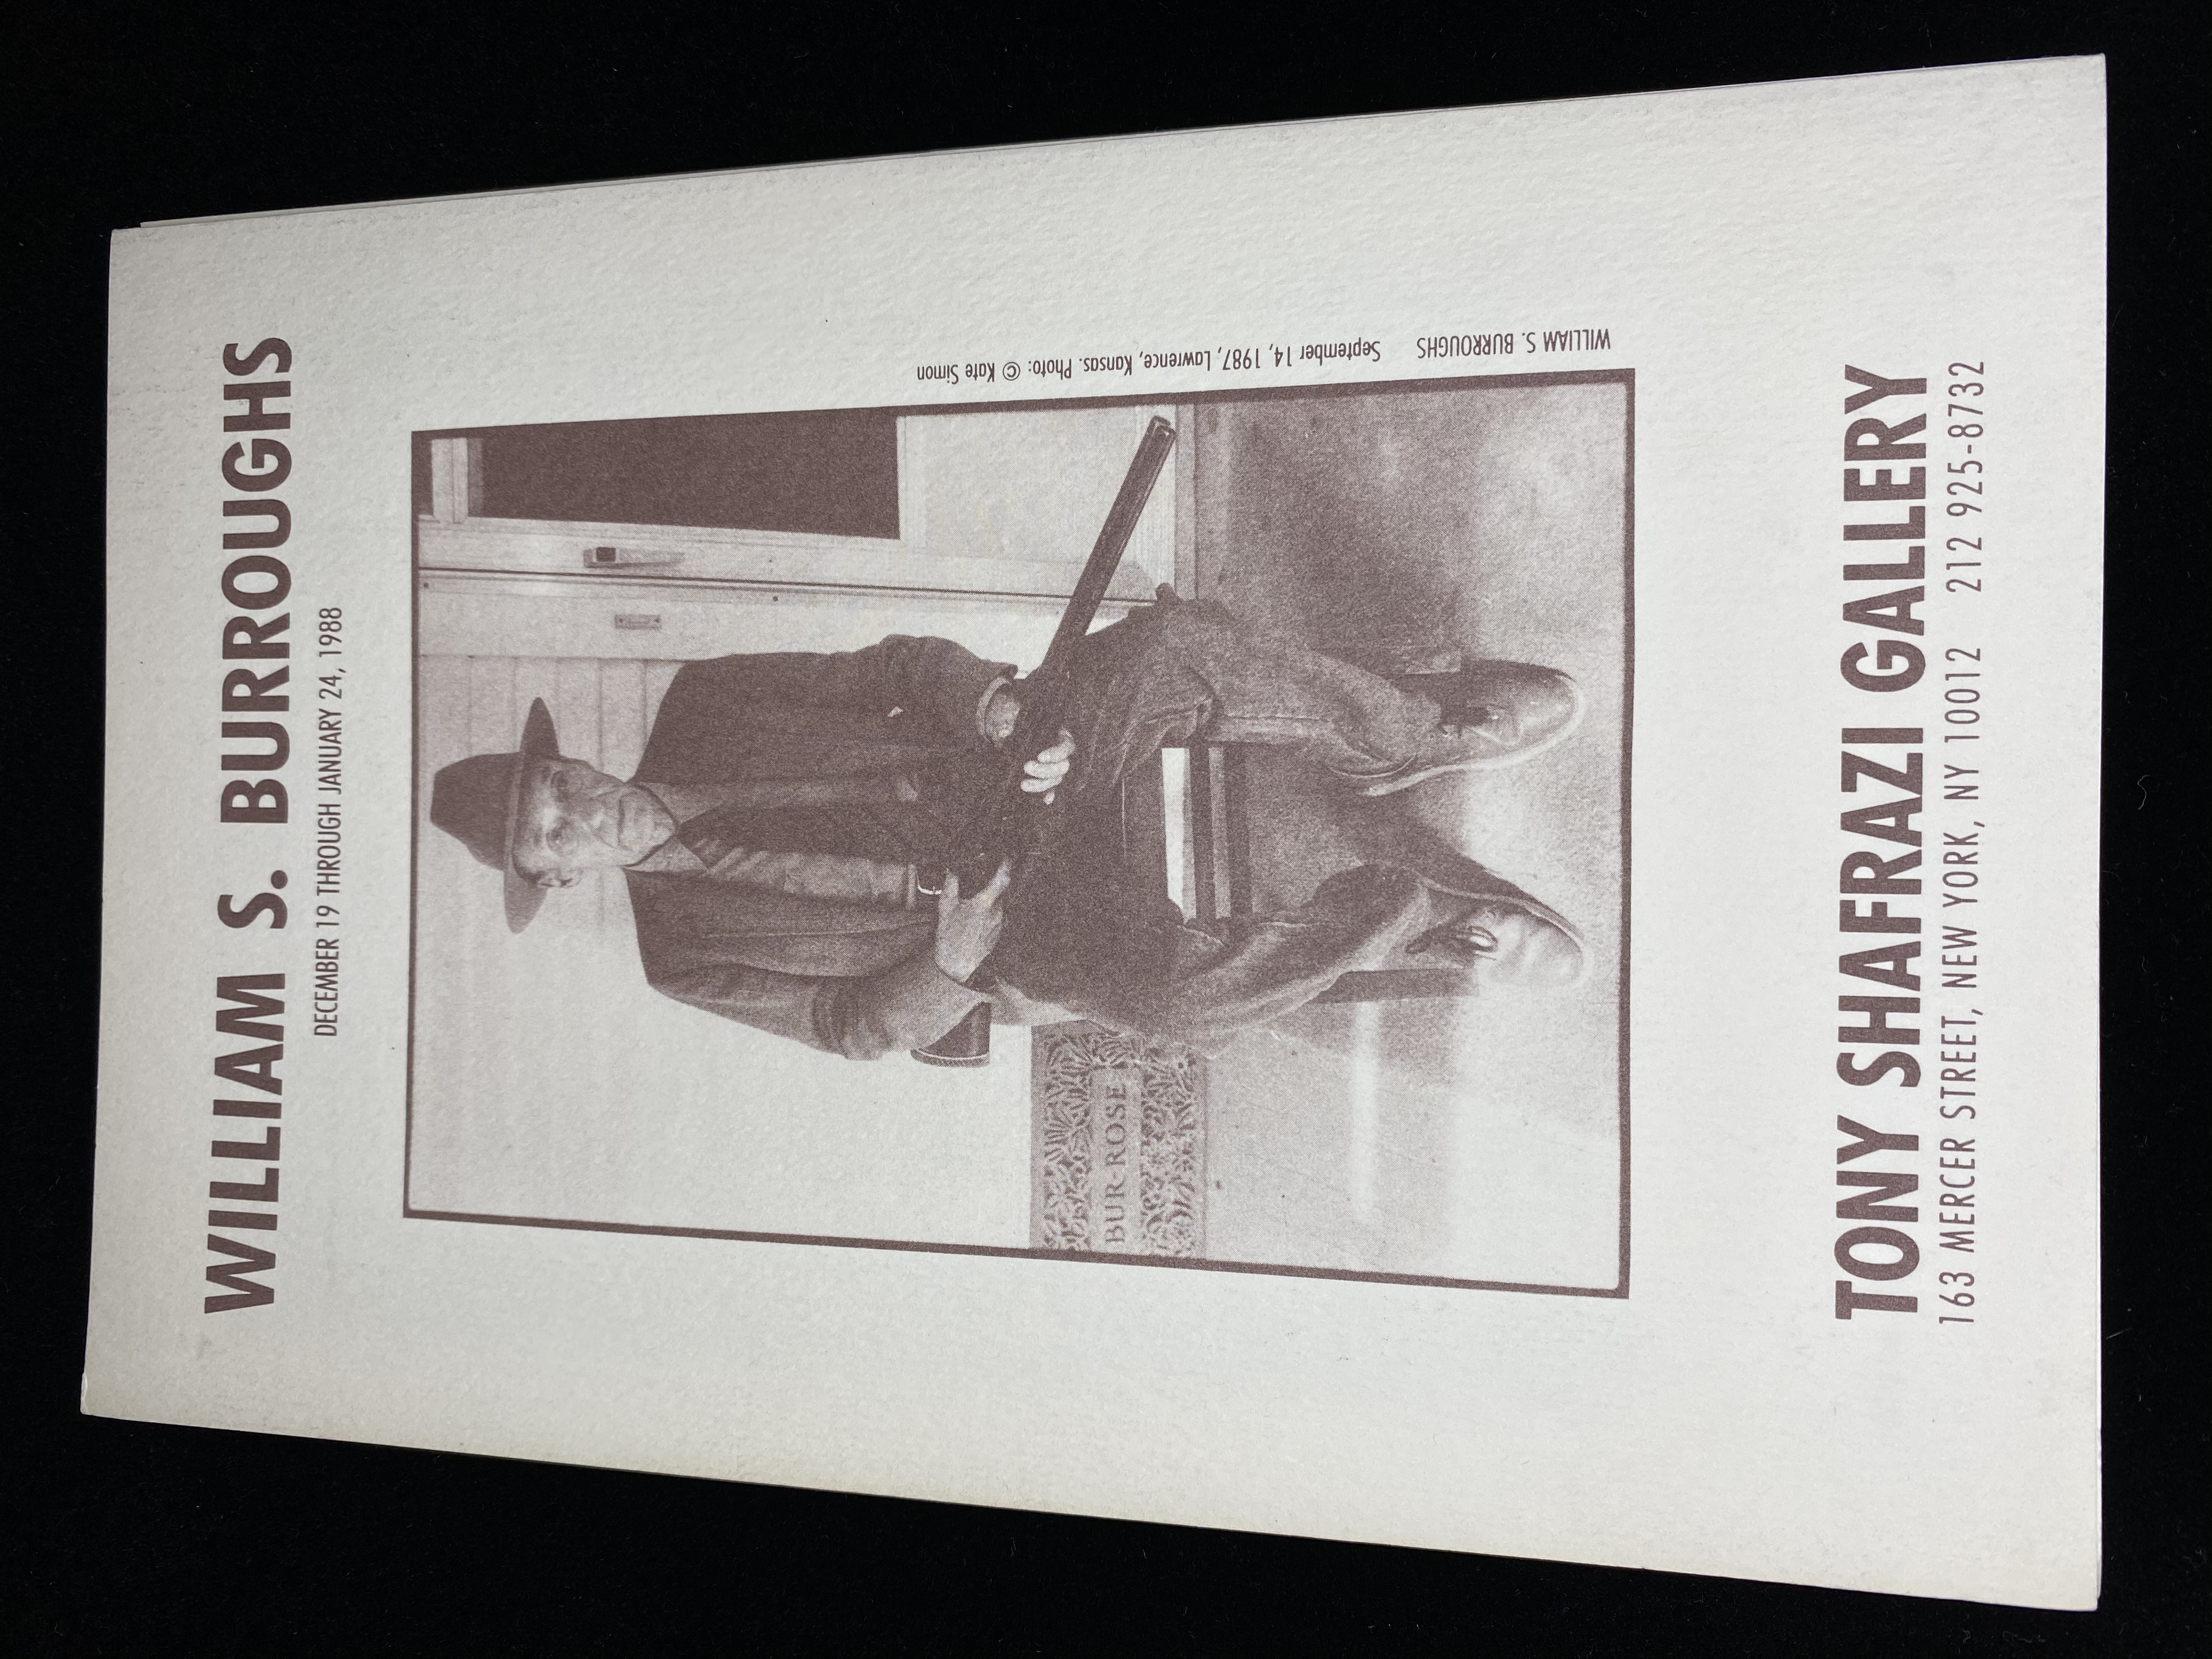 WILLIAM S. BURROUGHS
DECEMBER 19 THROUGH JANUARY 24, 1988
BUR-ROSE
WILLIAM S. BURROUGHS September 14, 1987, Lawrence, Kansas. Photo: © Kate Simon
TONY SHAFRAZI GALLERY
163 MERCER STREET, NEW YORK, NY 10012 212 925-8732